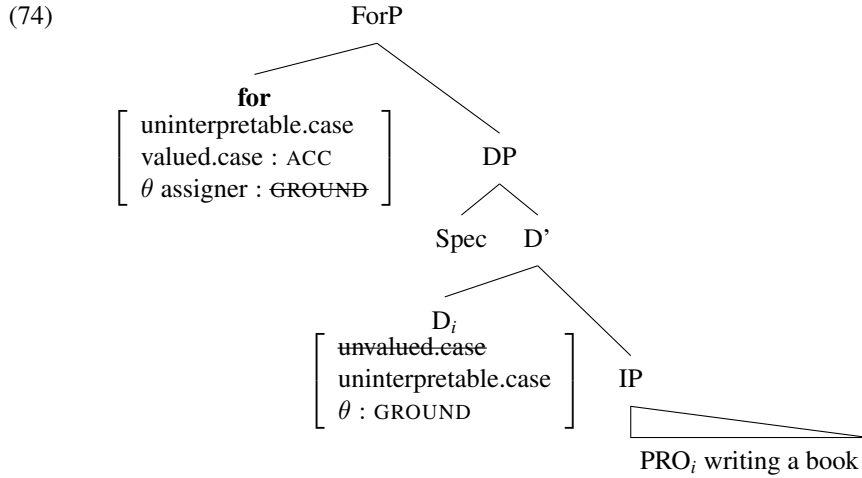 (74)
ForP
for
uninterpretable.case
valued.case : ACC
θ assigner : GROUND
DP
Spec D’
D_i
unvalued.case
uninterpretable.case
θ : GROUND
IP
PRO_i writing a book